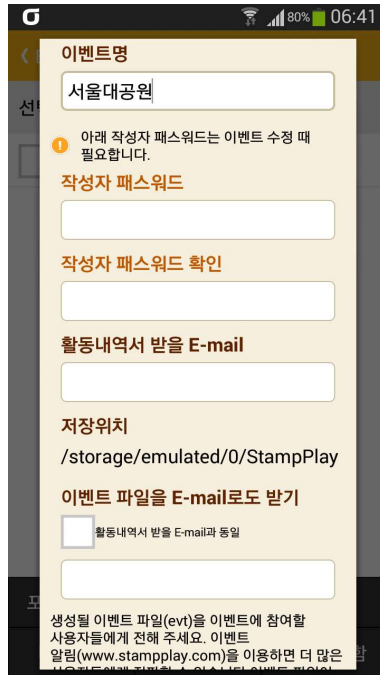 80% 06:41
이벤트명
서울대공원
선
아래 작성자 패스워드는 이벤트 수정 때
필요합니다.
작성자 패스워드
작성자 패스워드 확인
활동내역서 받을 E-mail
저장위치
/storage/emulated/0/StampPlay
이벤트 파일을 E-mail로도 받기
활동내역서 받을 E-mail과 동일
생성될 이벤트 파일(evt)을 이벤트에 참여할
사용자들에게 전해 주세요. 이벤트
알림(www.stampplay.com)을 이용하면 더 많은